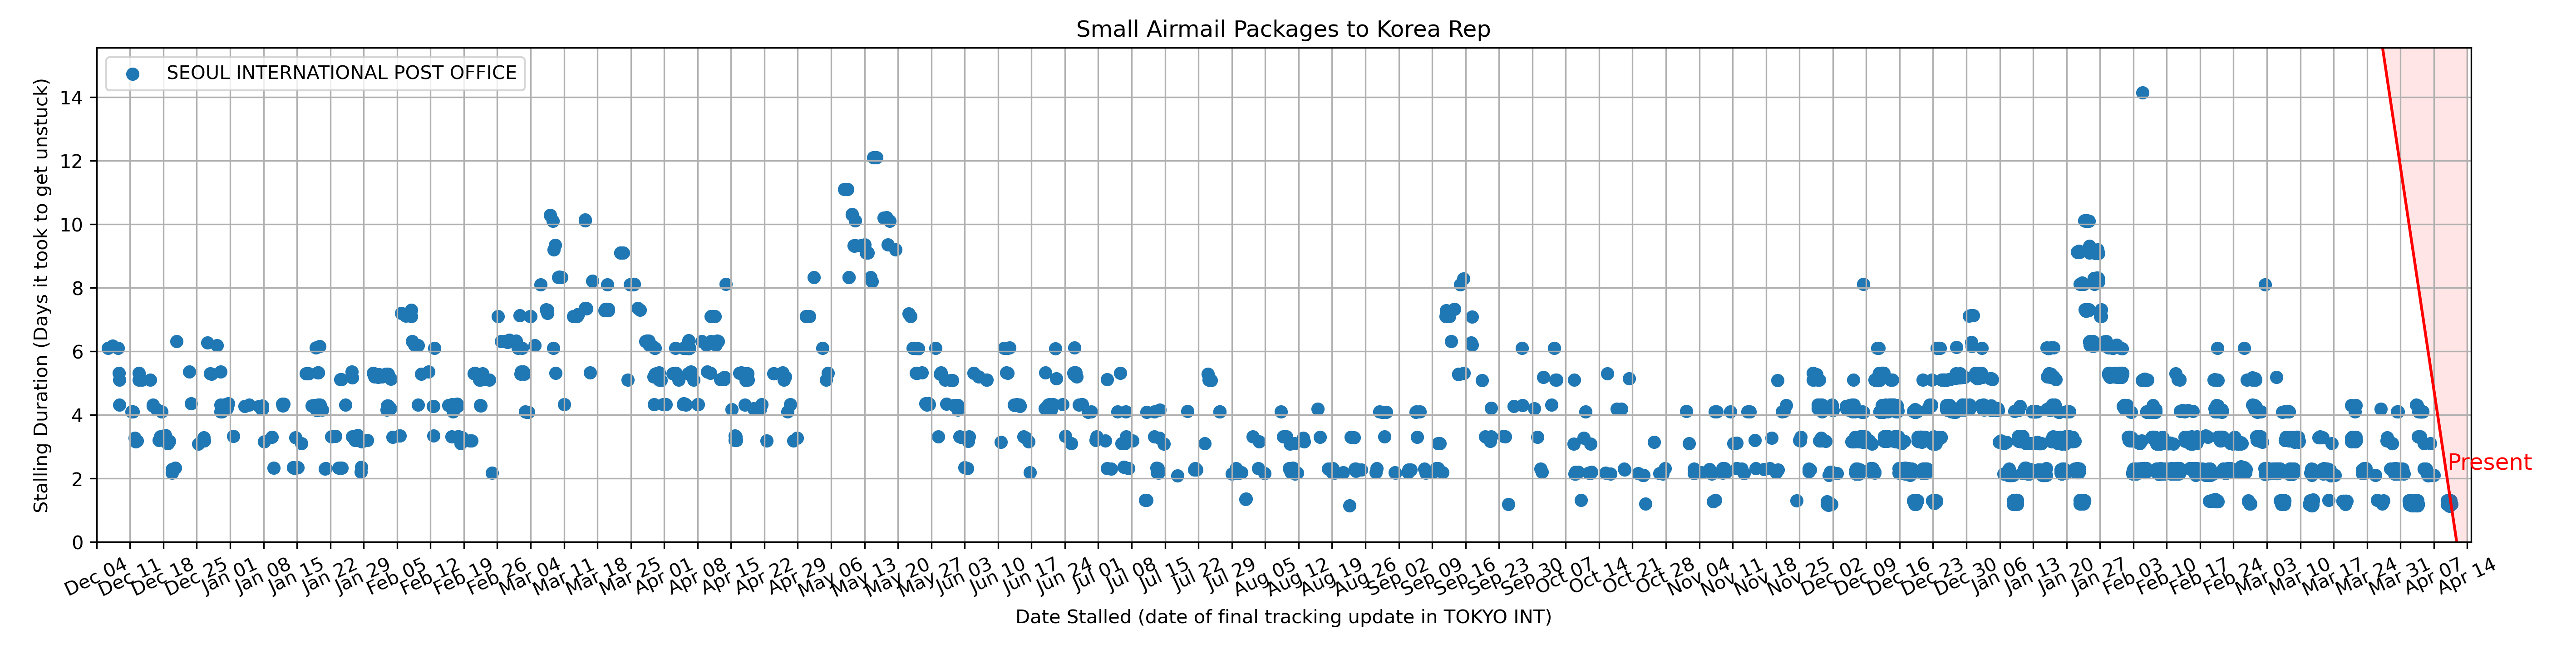 Small Airmail Packages to Korea Rep
SEOUL INTERNATIONAL POST OFFICE
Stalling Duration (Days it took to get unstuck)
14
12
10
8
6
4
2
0
Present
Dec 04 Dec 11 Dec 18 Dec 25 Jan 01 Jan 08 Jan 15 Jan 22 Jan 29 Feb 05 Feb 12 Feb 19 Feb 26 Mar 04 Mar 11 Mar 18 Mar 25 Apr 01 Apr 08 Apr 15 Apr 22 Apr 29 May 06 May 13 May 20 May 27 Jun 03 Jun 10 Jun 17 Jun 24 Jul 01 Jul 08 Jul 15 Jul 22 Jul 29 Aug 05 Aug 12 Aug 19 Aug 26 Sep 02 Sep 09 Sep 16 Sep 23 Sep 30 Oct 07 Oct 14 Oct 21 Oct 28 Nov 04 Nov 11 Nov 18 Nov 25 Dec 02 Dec 09 Dec 16 Dec 23 Dec 30 Jan 06 Jan 13 Jan 20 Jan 27 Feb 03 Feb 10 Feb 17 Feb 24 Mar 03 Mar 10 Mar 17 Mar 24 Mar 31 Apr 07 Apr 14
Date Stalled (date of final tracking update in TOKYO INT)